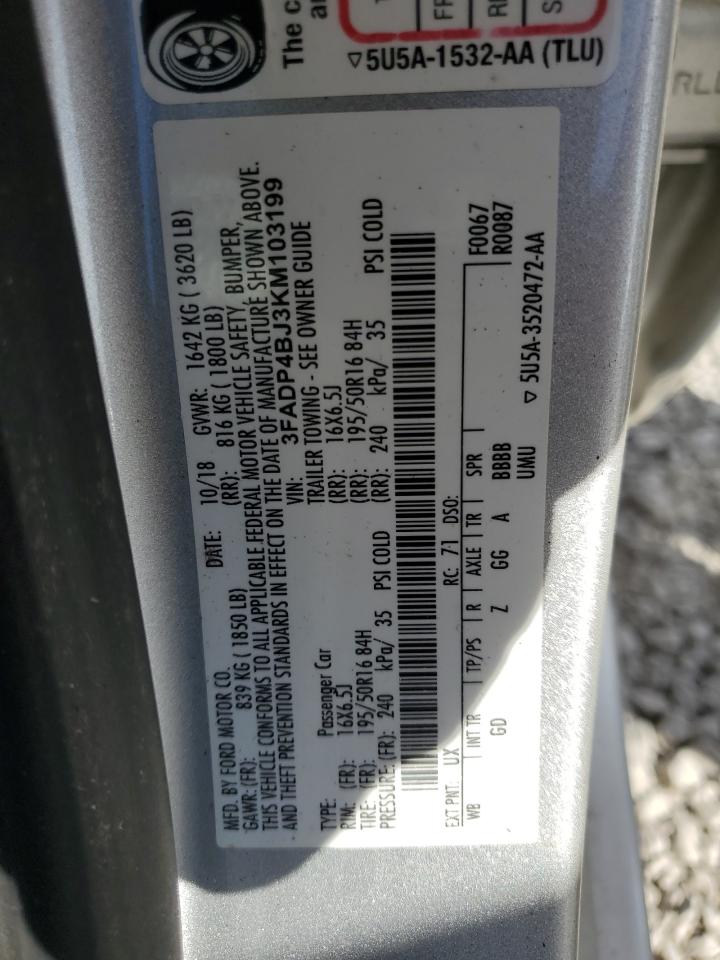 The c
an
FR
RI
S
▽5U5A-1532-AA (TLU)
MFD. BY FORD MOTOR CO. DATE: 10/18 GVWR: 1642 KG ( 3620 LB)
GAWR: (FR): 839 KG ( 1850 LB) (RR): 816 KG ( 1800 LB)
THIS VEHICLE CONFORMS TO ALL APPLICABLE FEDERAL MOTOR VEHICLE SAFETY, BUMPER,
AND THEFT PREVENTION STANDARDS IN EFFECT ON THE DATE OF MANUFACTURE SHOWN ABOVE.
VIN: 3FADP4BJ3KM103199
TYPE: Passenger Car TRAILER TOWING - SEE OWNER GUIDE
RIM: (FR): 16X6.5J (RR): 16X6.5J
TIRE: (FR): 195/50R16 84H (RR): 195/50R16 84H
PRESSURE: (FR): 240 kPa/ 35 PSI COLD (RR): 240 kPa/ 35 PSI COLD
EXT PNT: UX RC: 71 DSO: F0067
WB INT TR TP/PS R AXLE TR SPR R0087
GD Z GG A BBBB
UMU
▽ 5U5A-3520472-AA
RLD